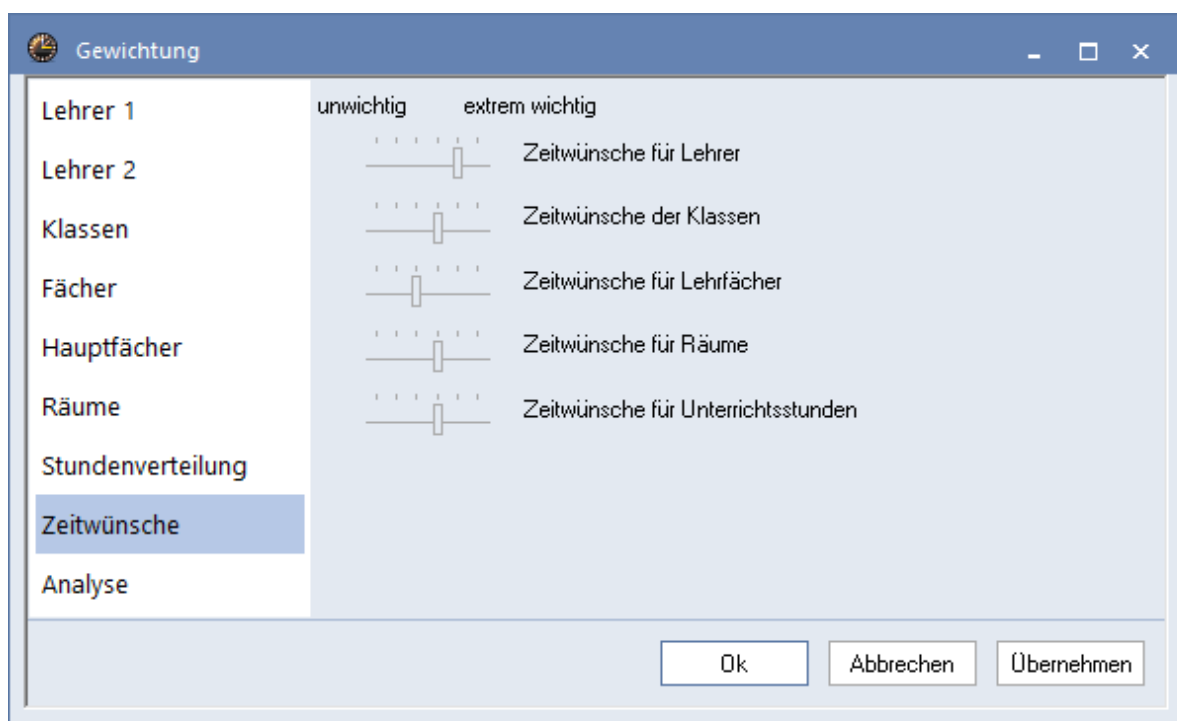 Gewichtung
Lehrer 1
Lehrer 2
Klassen
Fächer
Hauptfächer
Räume
Stundenverteilung
Zeitwünsche
Analyse
unwichtig extrem wichtig
Zeitwünsche für Lehrer
Zeitwünsche der Klassen
Zeitwünsche für Lehrfächer
Zeitwünsche für Räume
Zeitwünsche für Unterrichtsstunden
Ok Abbrechen Übernehmen